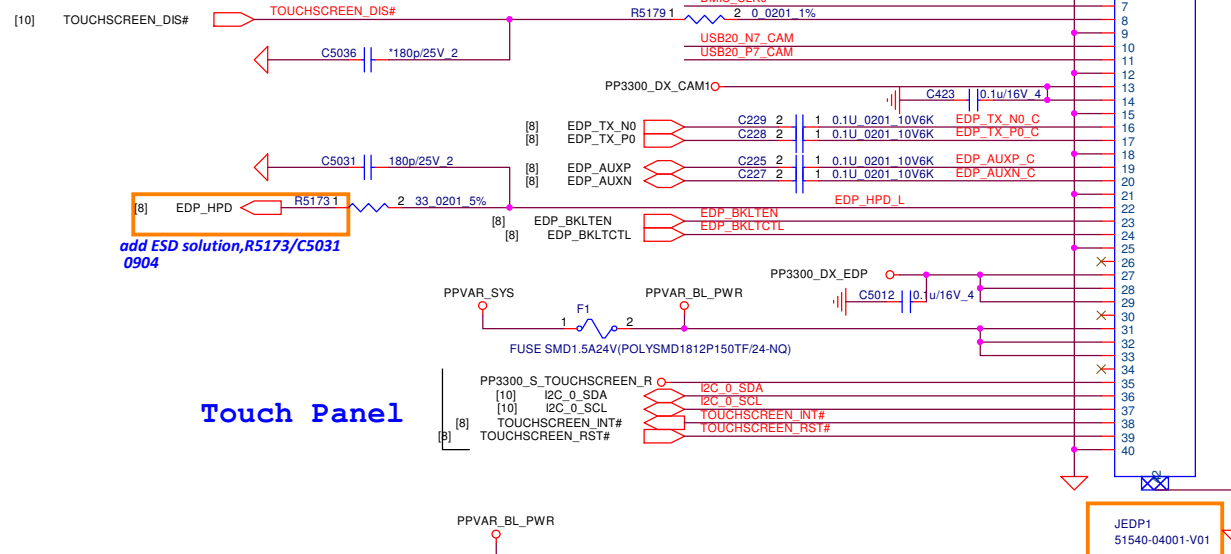 7
[10] TOUCHSCREEN_DIS# TOUCHSCREEN_DIS# R5179 1 2 0_0201_1% 8
9
C5036 *180p/25V_2 USB20_N7_CAM 10
USB20_P7_CAM 11
12
PP3300_DX_CAM1 13
C423 0.1u/16V_4 14
15
[8] EDP_TX_N0 C229 2 1 0.1U_0201_10V6K EDP_TX_N0_C 16
[8] EDP_TX_P0 C228 2 1 0.1U_0201_10V6K EDP_TX_P0_C 17
18
C5031 180p/25V_2 [8] EDP_AUXP C225 2 1 0.1U_0201_10V6K EDP_AUXP_C 19
[8] EDP_AUXN C227 2 1 0.1U_0201_10V6K EDP_AUXN_C 20
21
[8] EDP_HPD R5173 1 2 33_0201_5% EDP_HPD_L 22
[8] EDP_BKLTEN EDP_BKLTEN 23
[8] EDP_BKLTCTL EDP_BKLTCTL 24
add ESD solution,R5173/C5031
0904
25
26
PP3300_DX_EDP 27
28
C5012 0.1u/16V_4 29
PPVAR_SYS PPVAR_BL_PWR
30
F1
1 2 31
FUSE SMD1.5A24V(POLYSMD1812P150TF/24-NQ)
32
33
34
PP3300_S_TOUCHSCREEN_R 35
[10] I2C_0_SDA I2C_0_SDA 36
[10] I2C_0_SCL I2C_0_SCL 37
Touch Panel
[8] TOUCHSCREEN_INT# TOUCHSCREEN_INT# 38
[8] TOUCHSCREEN_RST# TOUCHSCREEN_RST# 39
40
PPVAR_BL_PWR
JEDP1
51540-04001-V01